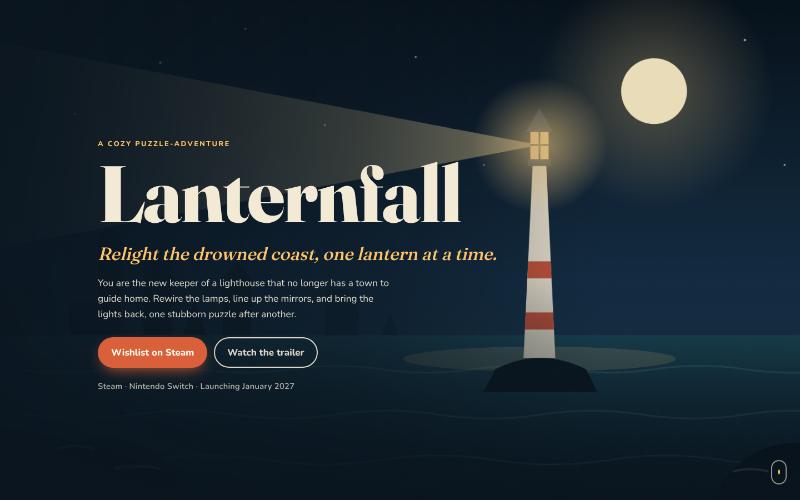 A COZY PUZZLE-ADVENTURE
Lanternfall
Relight the drowned coast, one lantern at a time.
You are the new keeper of a lighthouse that no longer has a town to
guide home. Rewire the lamps, line up the mirrors, and bring the
lights back, one stubborn puzzle after another.
Wishlist on Steam
Watch the trailer
Steam · Nintendo Switch · Launching January 2027